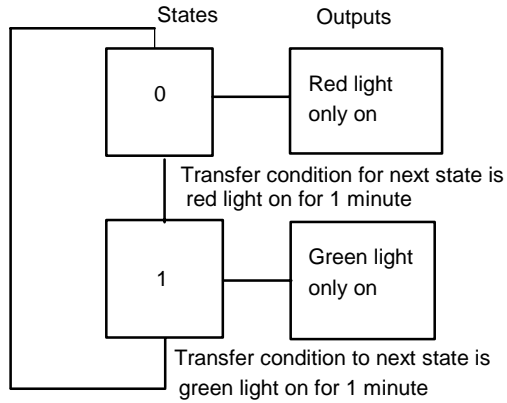 States Outputs
0
Red light
only on
Transfer condition for next state is
red light on for 1 minute
1
Green light
only on
Transfer condition to next state is
green light on for 1 minute